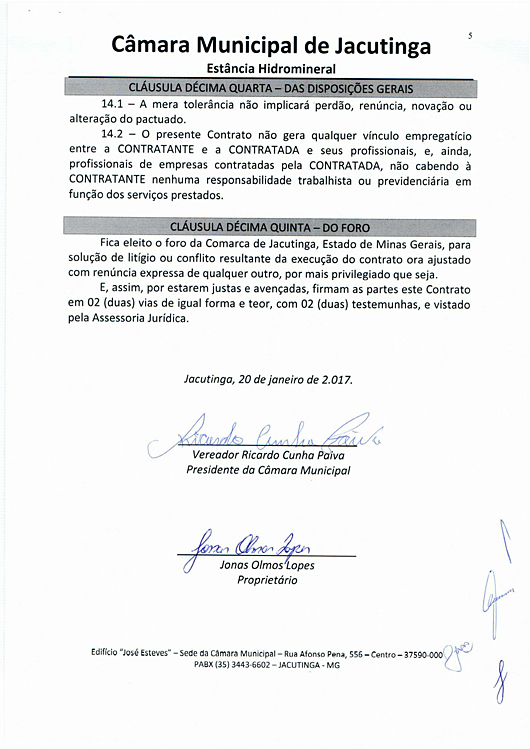 5
Câmara Municipal de Jacutinga
Estância Hidromineral
CLÁUSULA DÉCIMA QUARTA – DAS DISPOSIÇÕES GERAIS
14.1 – A mera tolerância não implicará perdão, renúncia, novação ou
alteração do pactuado.
14.2 – O presente Contrato não gera qualquer vínculo empregatício
entre a CONTRATANTE e a CONTRATADA e seus profissionais, e, ainda,
profissionais de empresas contratadas pela CONTRATADA, não cabendo à
CONTRATANTE nenhuma responsabilidade trabalhista ou previdenciária em
função dos serviços prestados.
CLÁUSULA DÉCIMA QUINTA – DO FORO
Fica eleito o foro da Comarca de Jacutinga, Estado de Minas Gerais, para
solução de litígio ou conflito resultante da execução do contrato ora ajustado
com renúncia expressa de qualquer outro, por mais privilegiado que seja.
E, assim, por estarem justas e avençadas, firmam as partes este Contrato
em 02 (duas) vias de igual forma e teor, com 02 (duas) testemunhas, e vistado
pela Assessoria Jurídica.
Jacutinga, 20 de janeiro de 2.017.
Ricardo Cunha Paiva
Vereador Ricardo Cunha Paiva
Presidente da Câmara Municipal
Jonas Olmos Lopes
Jonas Olmos Lopes
Proprietário
Edifício "José Esteves" – Sede da Câmara Municipal – Rua Afonso Pena, 556 – Centro – 37590-000
PABX (35) 3443-6602 – JACUTINGA - MG